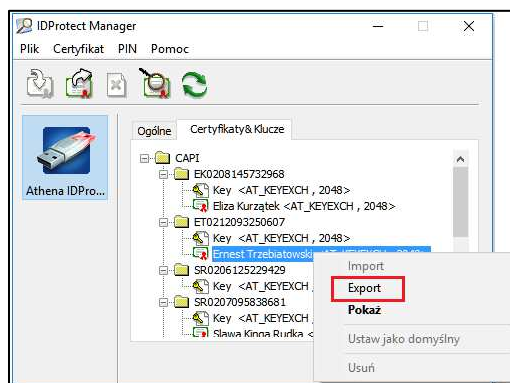 IDProtect Manager
Plik Certyfikat PIN Pomoc
Ogólne Certyfikaty& Klucze
Athena IDPro...
CAPI
EK0208145732968
Key <AT_KEYEXCH , 2048>
Eliza Kurzątek <AT_KEYEXCH , 2048>
ET0212093250607
Key <AT_KEYEXCH , 2048>
Ernest Trzebiatowski <AT_KEYEXCH , 2048>
SR0206125229429
Key <AT_KEYEXCH ,
SR0207095838681
Key <AT_KEYEXCH ,
Slawa Kinga Rudka <
Import
Export
Pokaż
Ustaw jako domyślny
Usuń